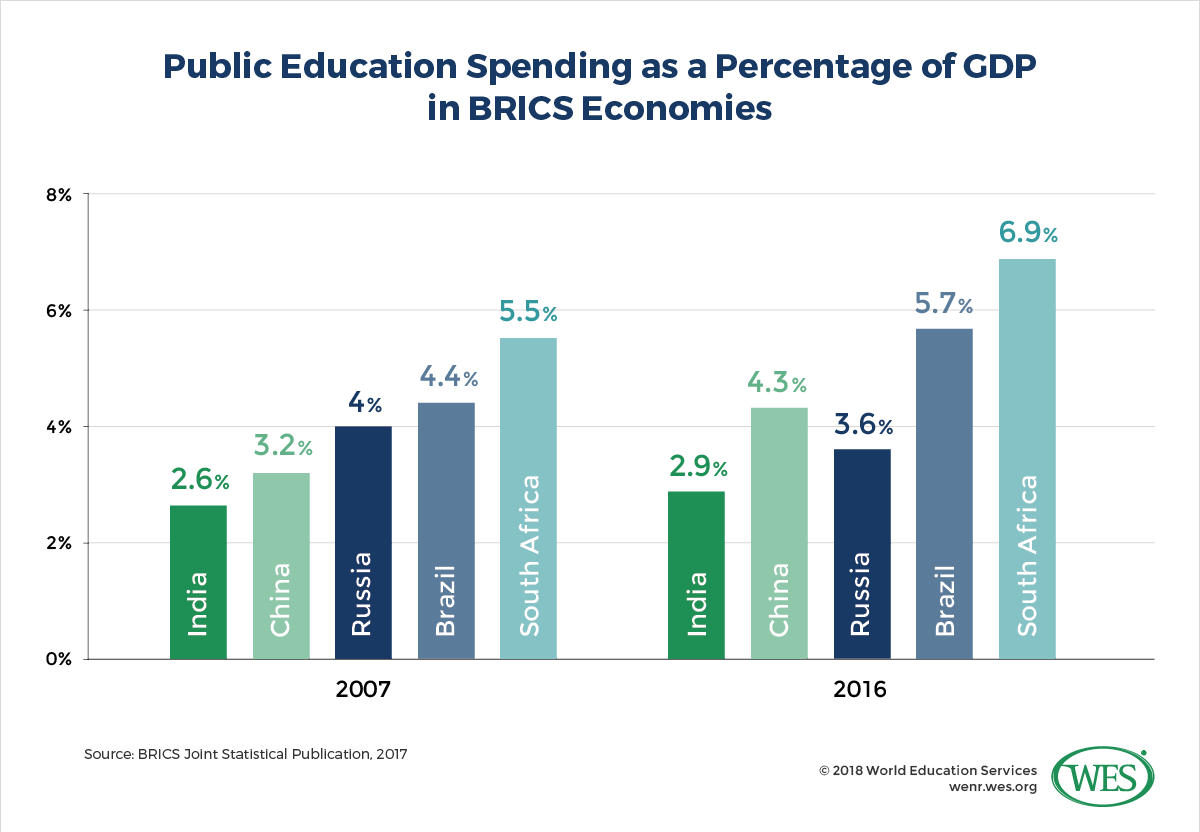 Public Education Spending as a Percentage of GDP
in BRICS Economies
8%
6%
4%
2%
0%
2.6%
3.2%
4%
4.4%
5.5%
India
China
Russia
Brazil
South Africa
2007
2.9%
4.3%
3.6%
5.7%
6.9%
India
China
Russia
Brazil
South Africa
2016
Source: BRICS Joint Statistical Publication, 2017
© 2018 World Education Services
wenr.wes.org
WES